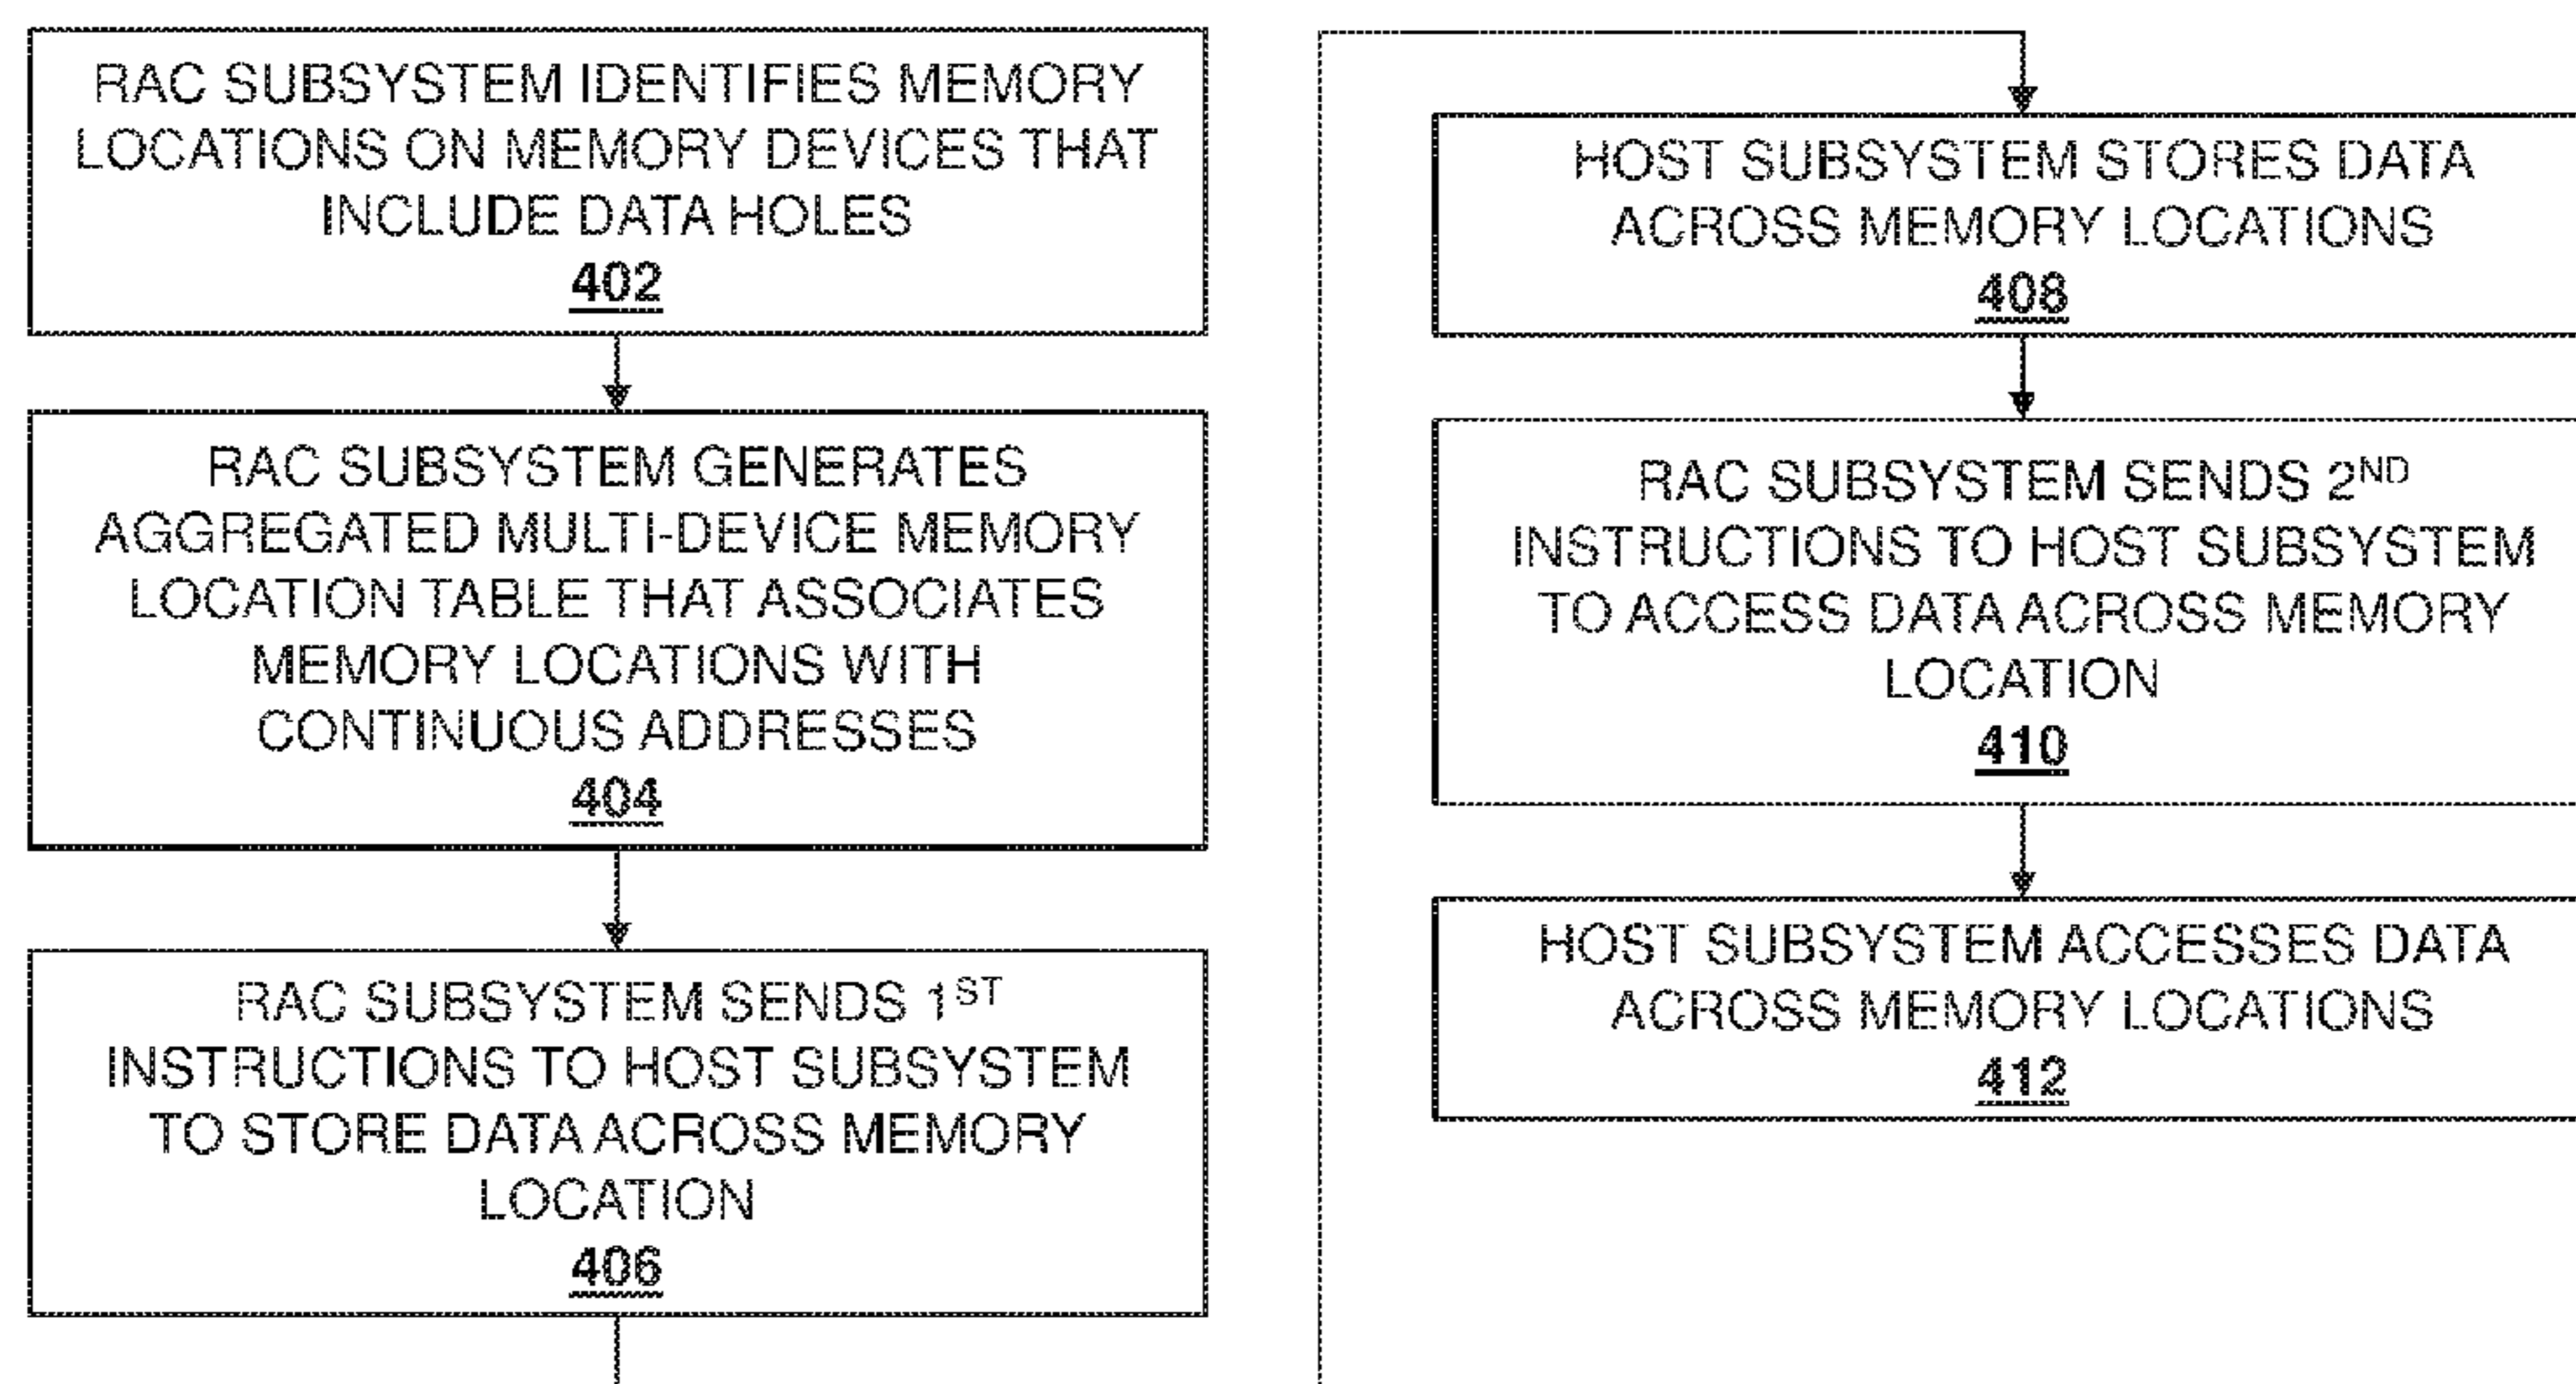 RAC SUBSYSTEM IDENTIFIES MEMORY
LOCATIONS ON MEMORY DEVICES THAT
INCLUDE DATA HOLES
402
RAC SUBSYSTEM GENERATES
AGGREGATED MULTI-DEVICE MEMORY
LOCATION TABLE THAT ASSOCIATES
MEMORY LOCATIONS WITH
CONTINUOUS ADDRESSES
404
RAC SUBSYSTEM SENDS 1ST
INSTRUCTIONS TO HOST SUBSYSTEM
TO STORE DATA ACROSS MEMORY
LOCATION
406
HOST SUBSYSTEM STORES DATA
ACROSS MEMORY LOCATIONS
408
RAC SUBSYSTEM SENDS 2ND
INSTRUCTIONS TO HOST SUBSYSTEM
TO ACCESS DATA ACROSS MEMORY
LOCATION
410
HOST SUBSYSTEM ACCESSES DATA
ACROSS MEMORY LOCATIONS
412